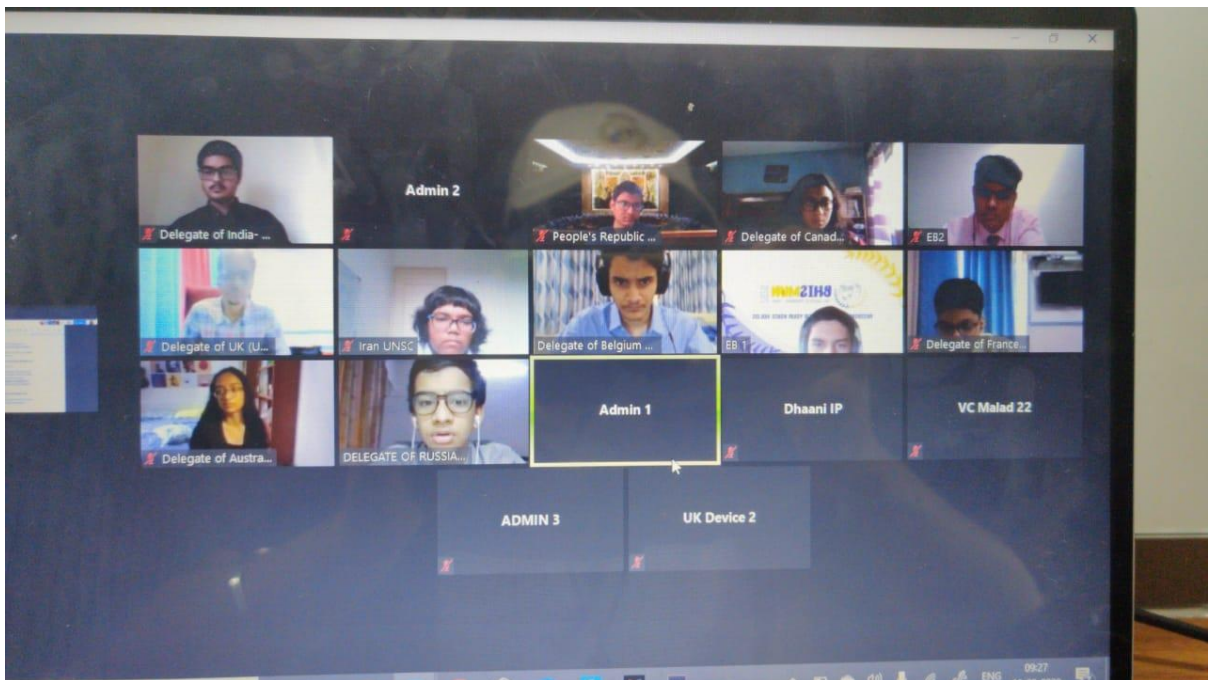 Admin 2
Delegate of India- ...
People's Republic ...
Delegate of Canad...
EB2
Delegate of UK (U...
Iran UNSC
Delegate of Belgium ...
EB 1
Delegate of France...
Delegate of Austra...
DELEGATE OF RUSSIA....
Admin 1
Dhaani IP
VC Malad 22
ADMIN 3
UK Device 2
ENG
09:27